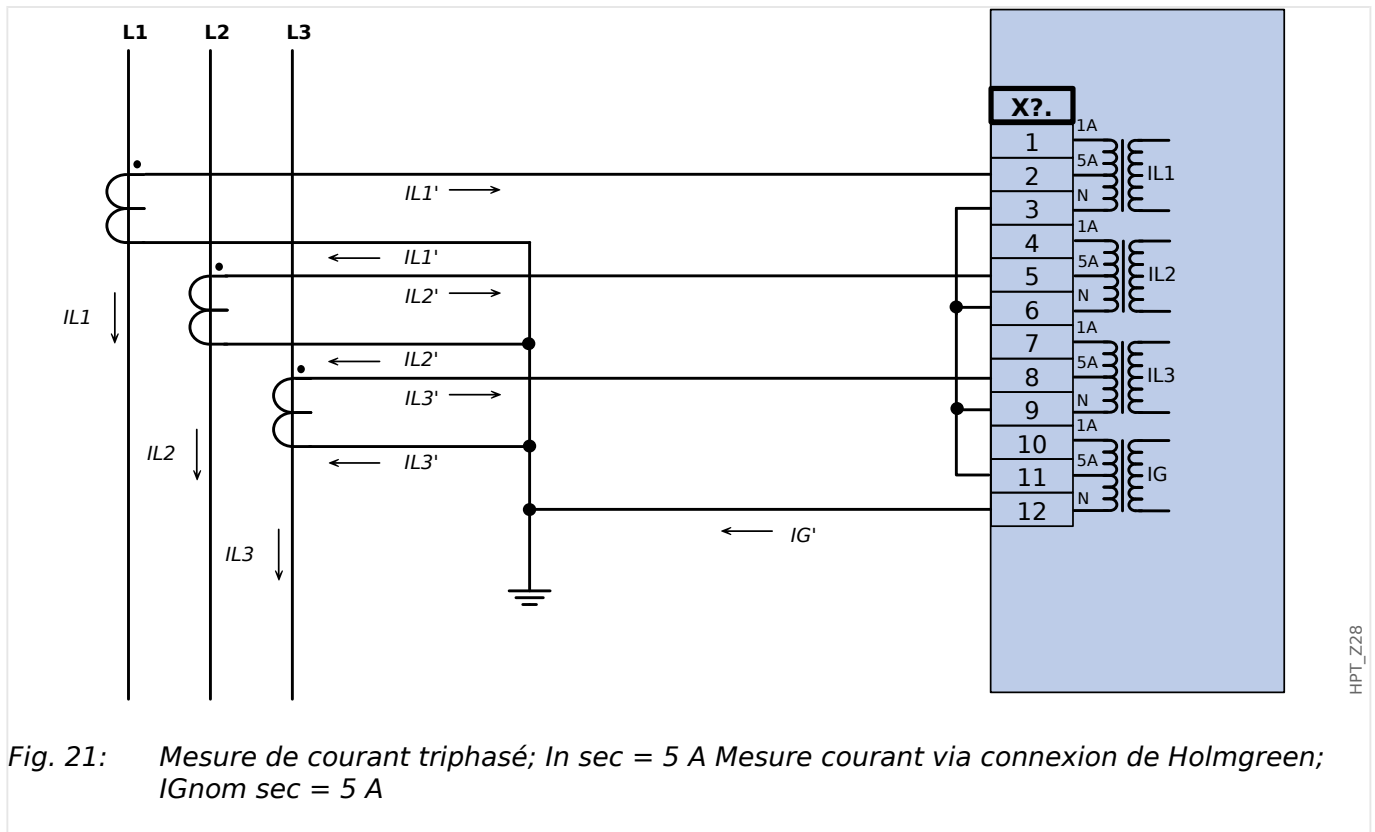 L1 L2 L3
X?.
1 1A
2 5A IL1
3 N
4 1A
5 5A IL2
6 N
7 1A
8 5A IL3
9 N
10 1A
11 5A IG
12 N
IL1'
IL1'
IL2'
IL1
IL2'
IL3'
IL2
IL3'
IG'
IL3
HPT_Z28
Fig. 21: Mesure de courant triphasé; In sec = 5 A Mesure courant via connexion de Holmgreen;
IGnom sec = 5 A